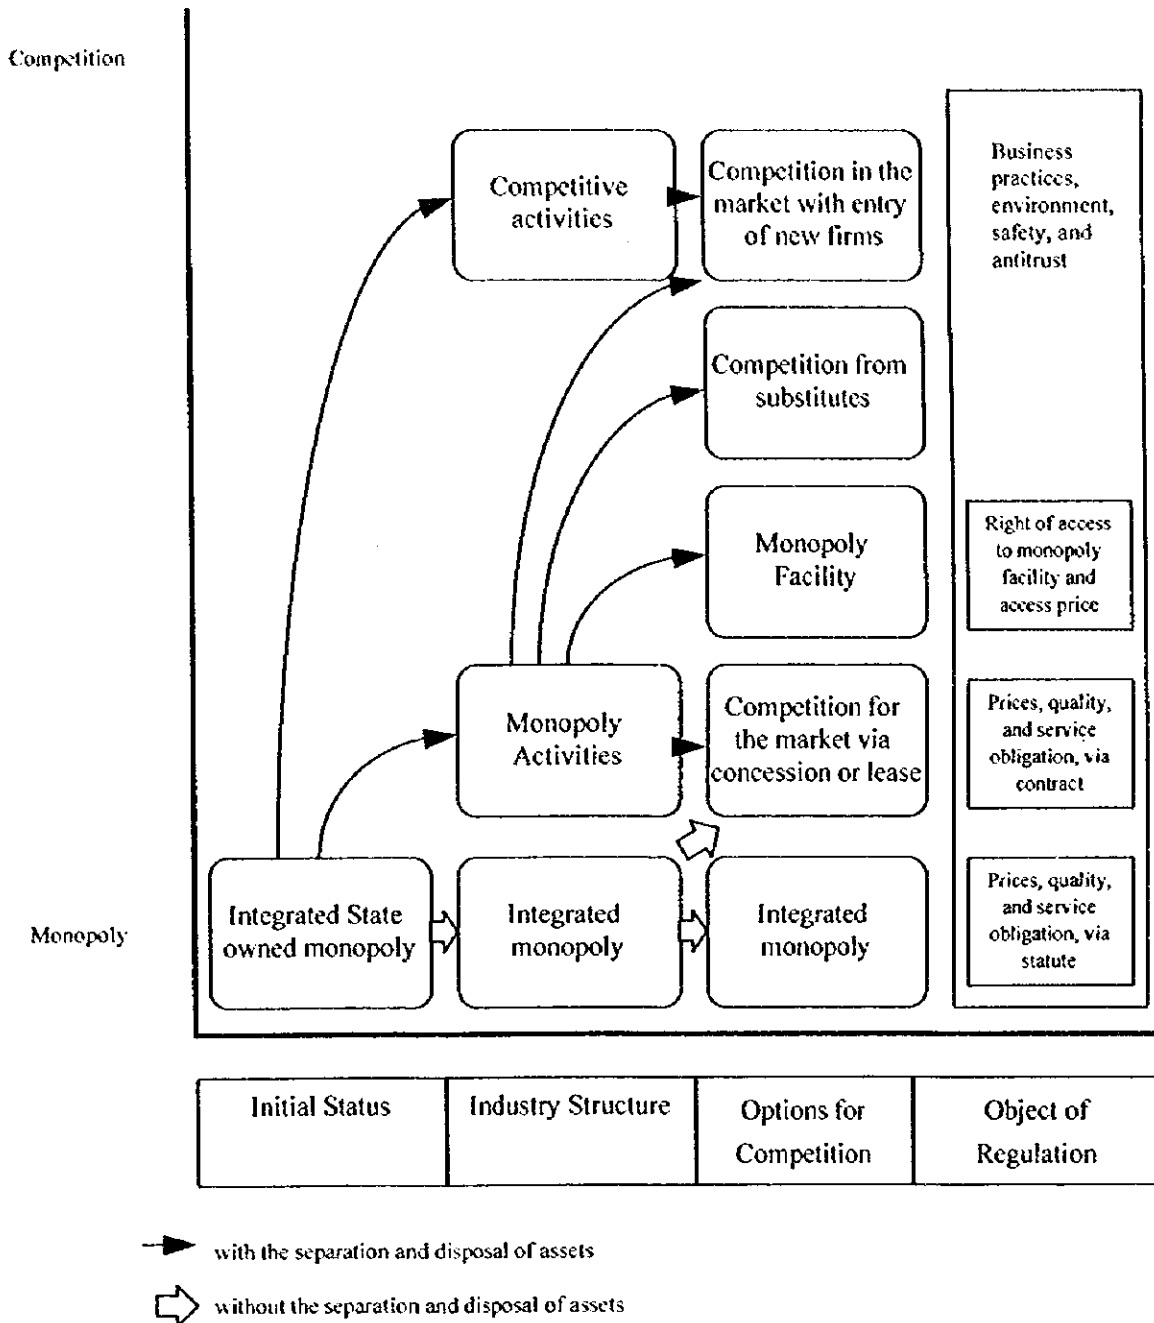 Competition
Competitive
activities
Competition in the
market with entry
of new firms
Business
practices,
environment,
safety, and
antitrust
Competition from
substitutes
Monopoly
Facility
Right of access
to monopoly
facility and
access price
Monopoly
Activities
Competition for
the market via
concession or lease
Prices, quality,
and service
obligation, via
contract
Monopoly
Integrated State
owned monopoly
Integrated
monopoly
Integrated
monopoly
Prices, quality,
and service
obligation, via
statute
Initial Status
Industry Structure
Options for
Competition
Object of
Regulation
with the separation and disposal of assets
without the separation and disposal of assets